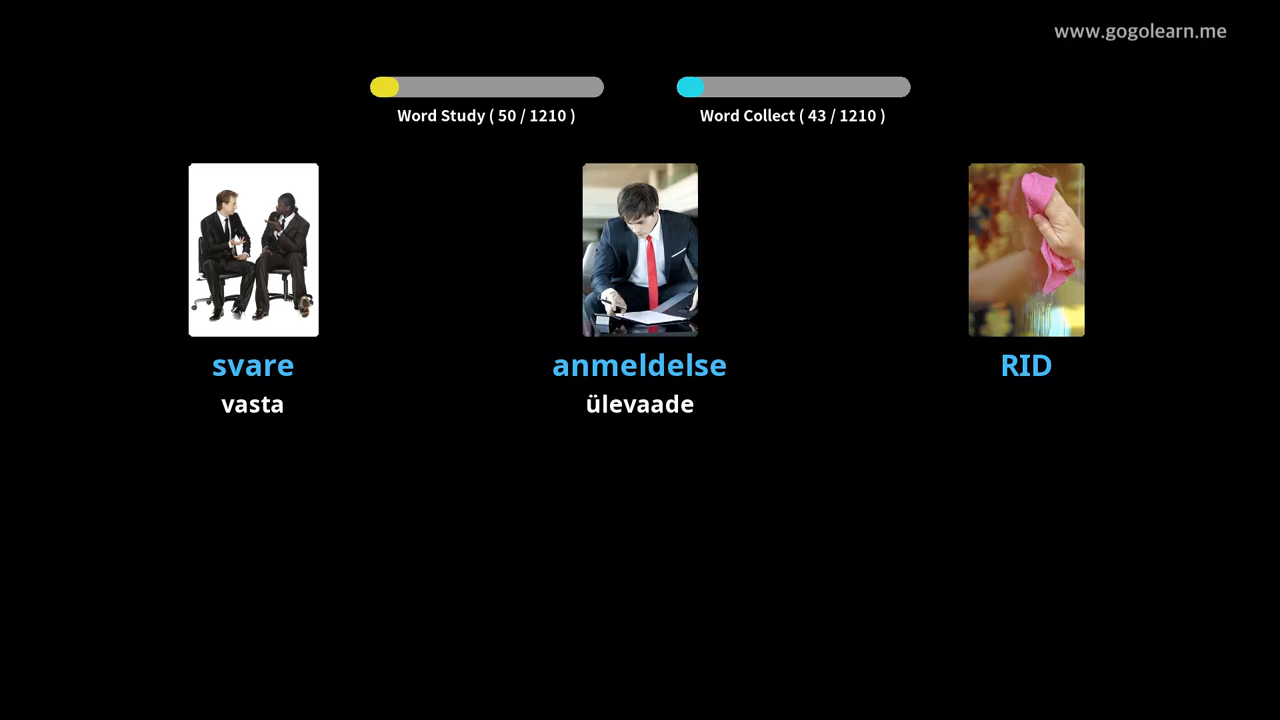 www.gogolearn.me
Word Study ( 50 / 1210 )
Word Collect ( 43 / 1210 )
svare
anmeldelse
RID
vasta
ülevaade